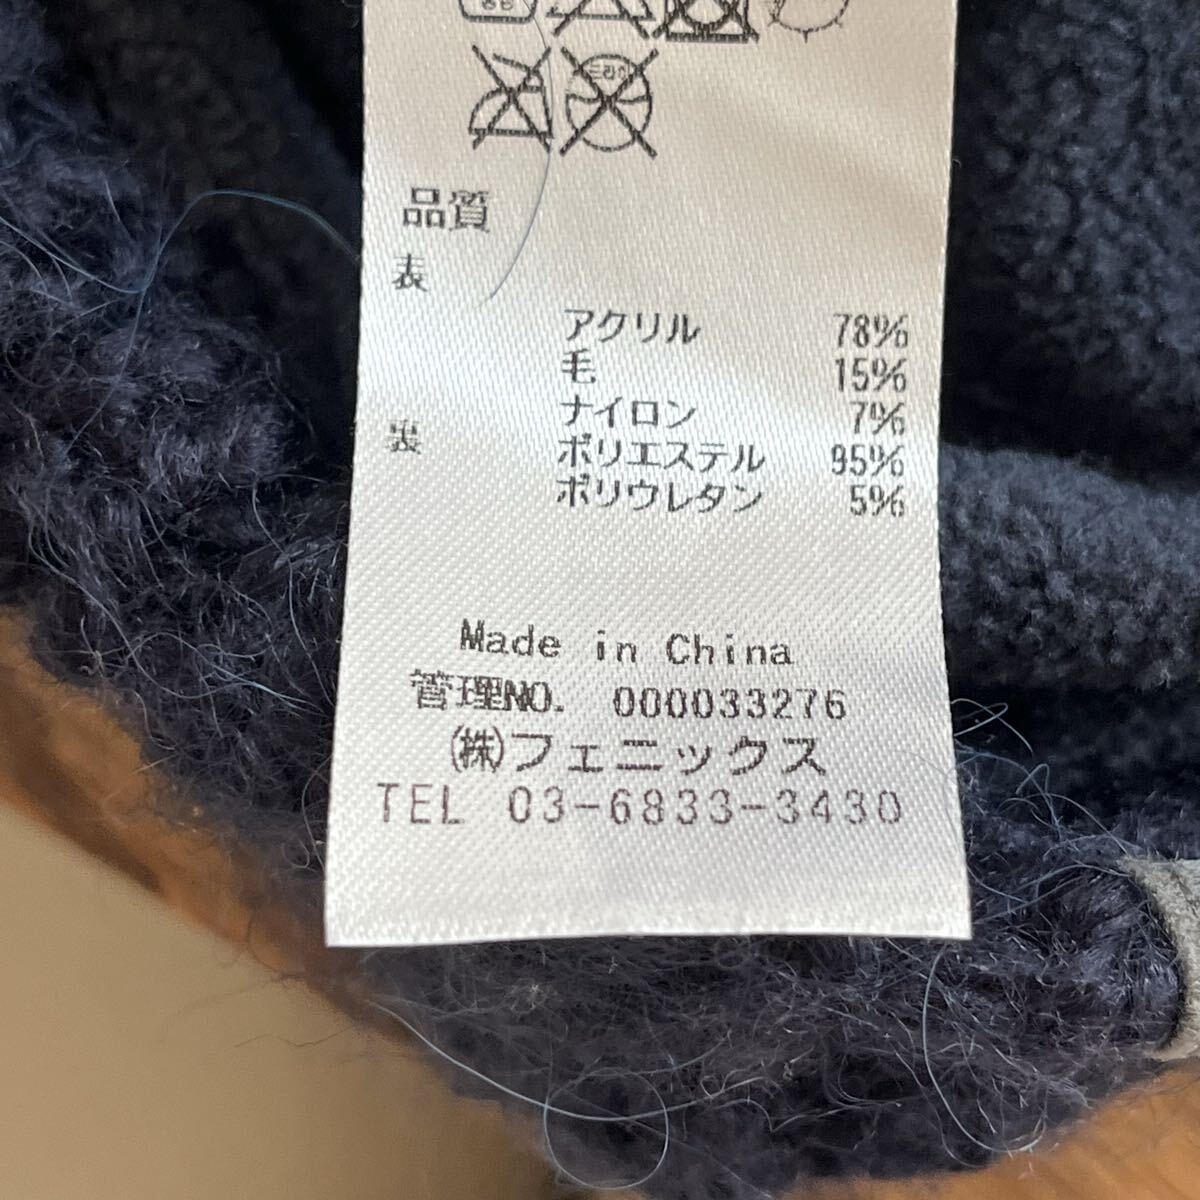 品質
表
アクリル 78%
毛 15%
ナイロン 7%
裏
ポリエステル 95%
ポリウレタン 5%
Made in China
管理NO. 000033276
(株)フェニックス
TEL 03-6833-3430